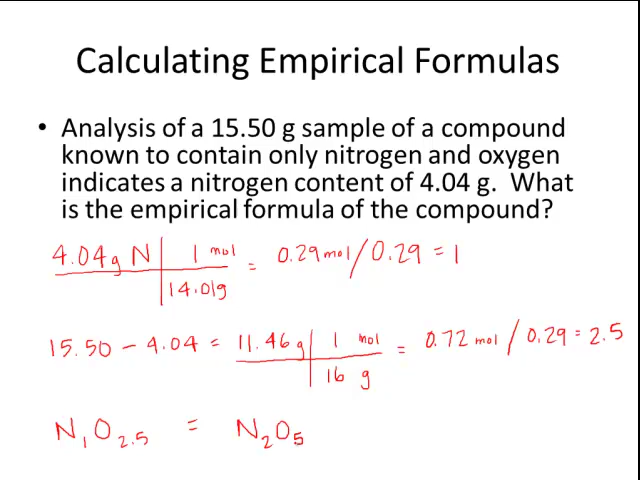 Calculating Empirical Formulas
• Analysis of a 15.50 g sample of a compound
known to contain only nitrogen and oxygen
indicates a nitrogen content of 4.04 g. What
is the empirical formula of the compound?
4.04g N | 1 mol = 0.29 mol / 0.29 = 1
14.01g
15.50 - 4.04 = 11.46 g | 1 mol = 0.72 mol / 0.29 = 2.5
16 g
N₁O₂.₅ = N₂O₅